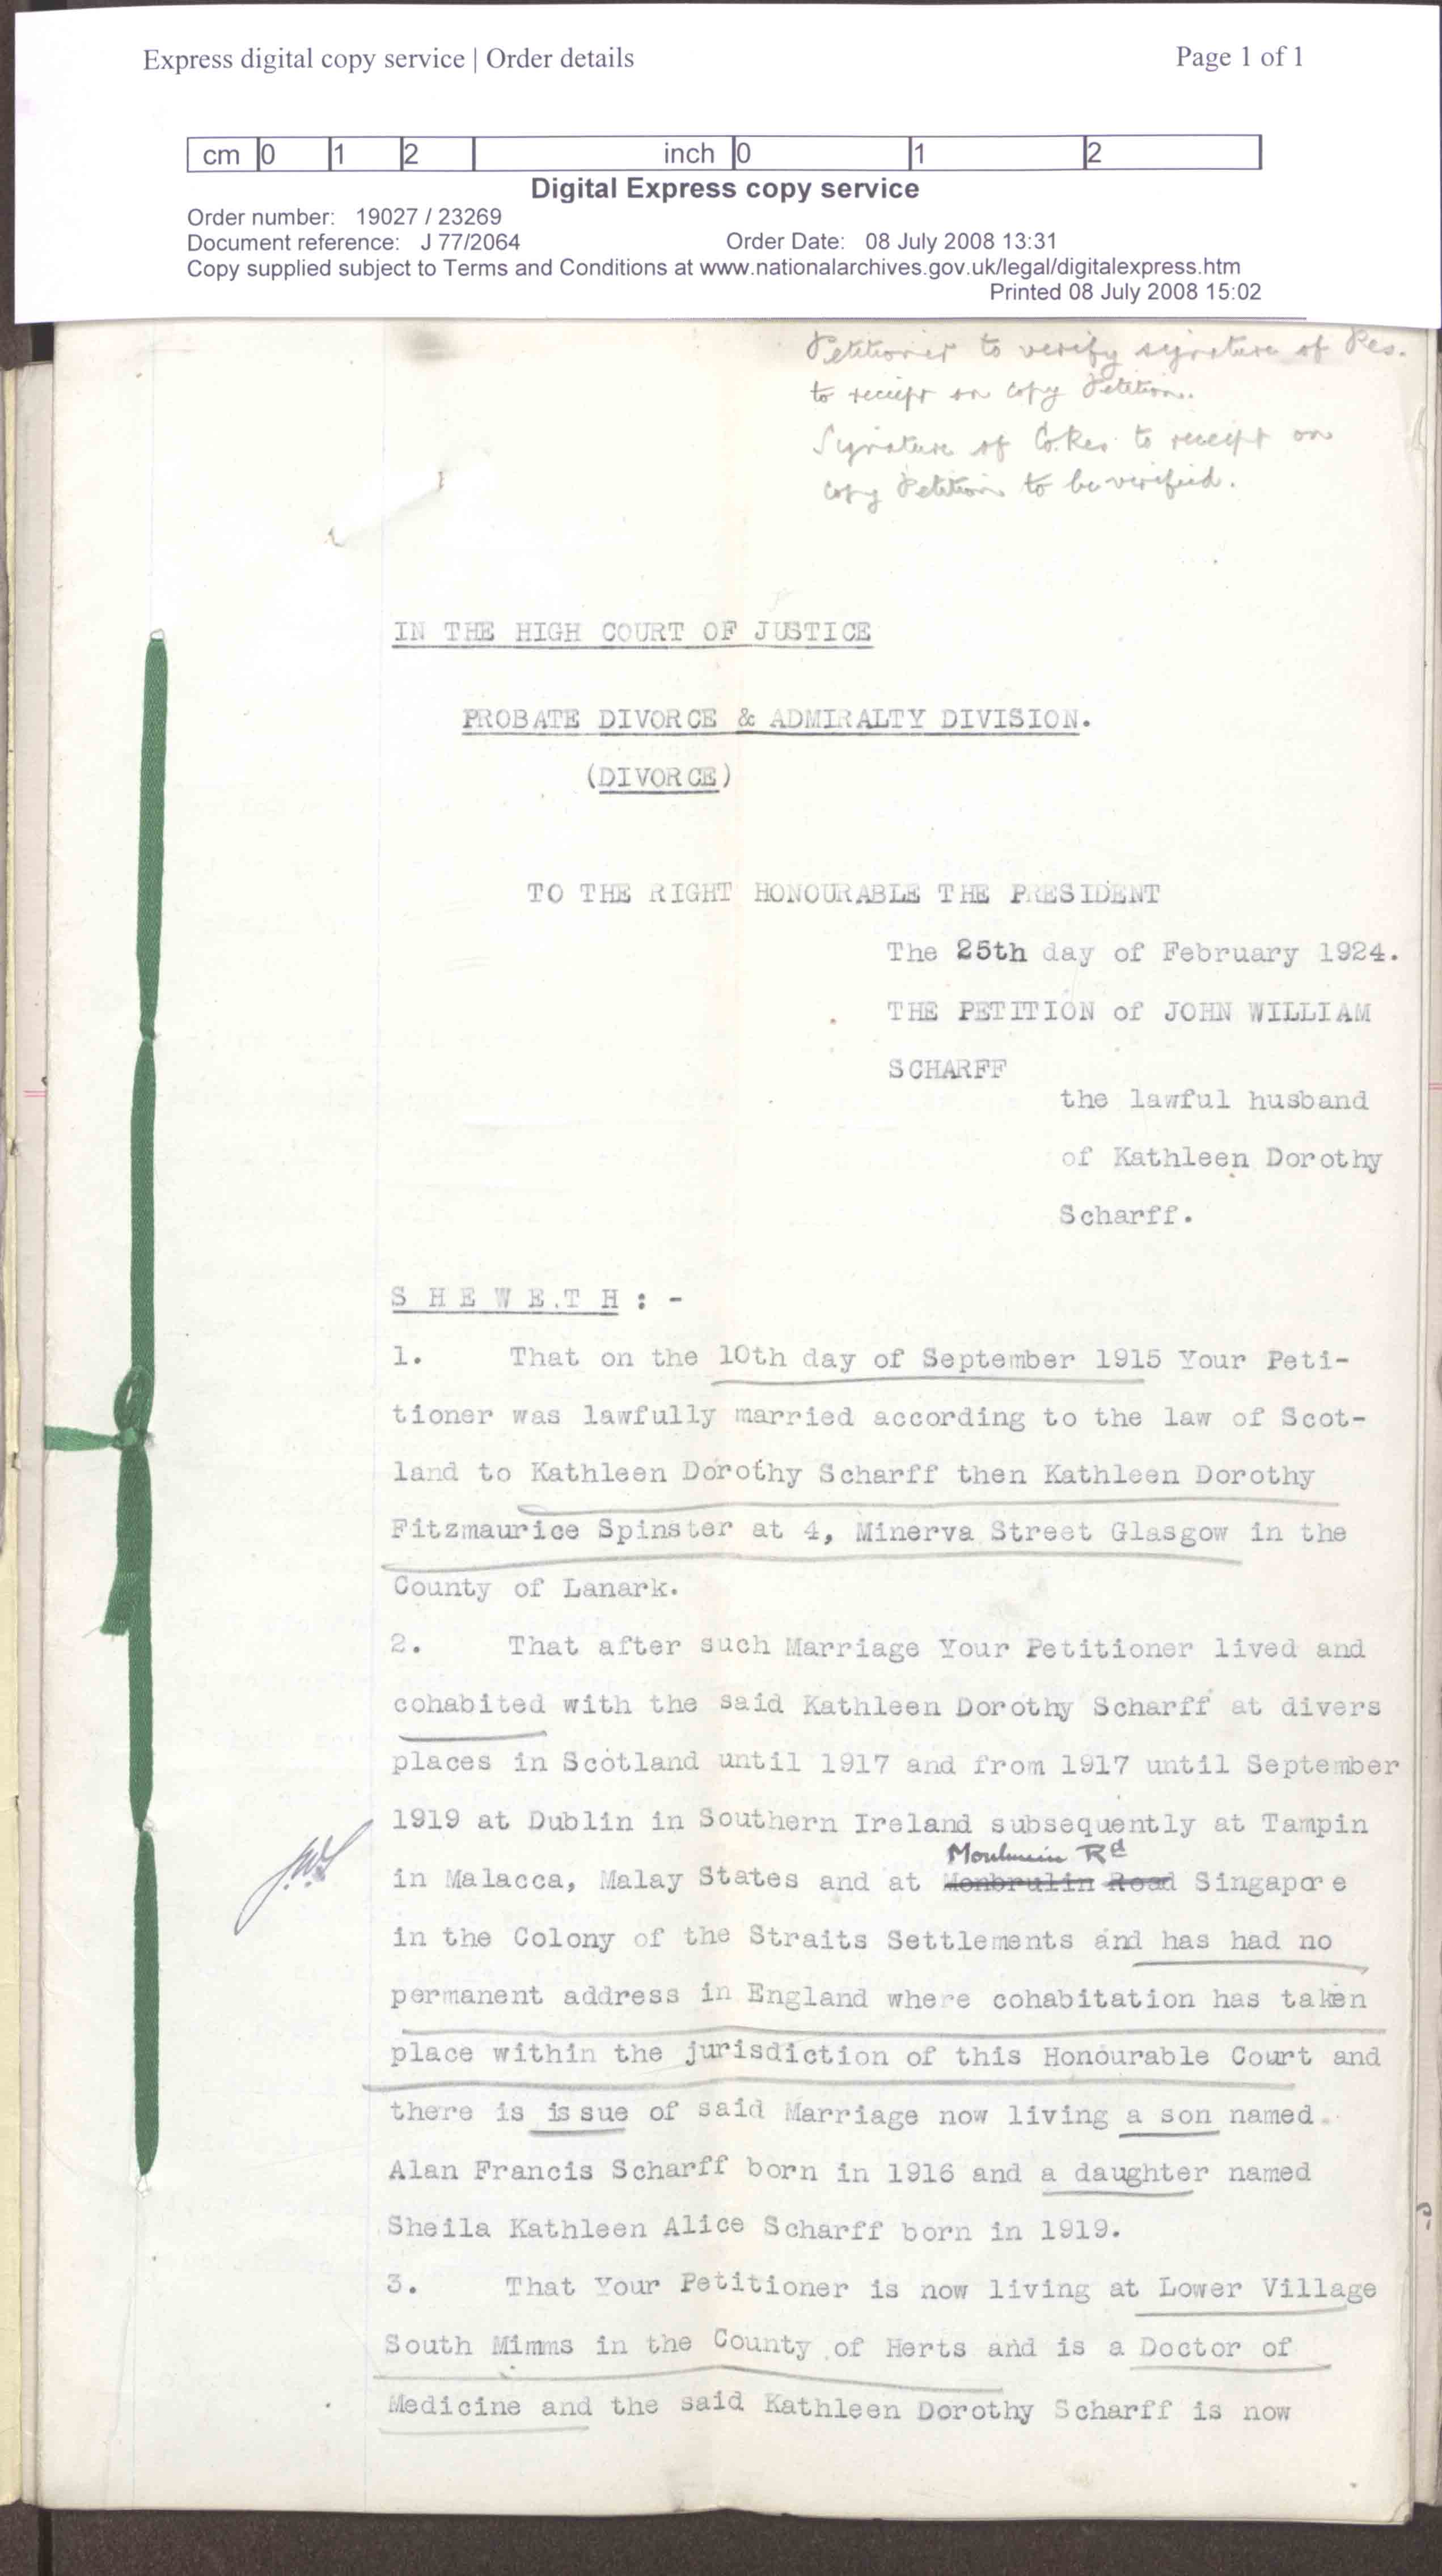 Express digital copy service | Order details Page 1 of 1
cm 0 1 2 inch 0 1 2
Digital Express copy service
Order number: 19027 / 23269
Document reference: J 77/2064 Order Date: 08 July 2008 13:31
Copy supplied subject to Terms and Conditions at www.nationalarchives.gov.uk/legal/digitalexpress.htm
Printed 08 July 2008 15:02
Petitioner to verify signature of Res.
to receipt on copy Petition.
Signature of Co.Res. to receipt on
copy Petition to be verified.
IN THE HIGH COURT OF JUSTICE
PROBATE DIVORCE & ADMIRALTY DIVISION.
(DIVORCE)
TO THE RIGHT HONOURABLE THE PRESIDENT
The 25th day of February 1924.
THE PETITION of JOHN WILLIAM
SCHARFF
the lawful husband
of Kathleen Dorothy
Scharff.
S H E W E T H : -
1. That on the 10th day of September 1915 Your Peti-
tioner was lawfully married according to the law of Scot-
land to Kathleen Dorothy Scharff then Kathleen Dorothy
Fitzmaurice Spinster at 4, Minerva Street Glasgow in the
County of Lanark.
2. That after such Marriage Your Petitioner lived and
cohabited with the said Kathleen Dorothy Scharff at divers
places in Scotland until 1917 and from 1917 until September
1919 at Dublin in Southern Ireland subsequently at Tampin
Moulmein Rd
in Malacca, Malay States and at Monbrulin Road Singapore
J.W.S
in the Colony of the Straits Settlements and has had no
permanent address in England where cohabitation has taken
place within the jurisdiction of this Honourable Court and
there is issue of said Marriage now living a son named
Alan Francis Scharff born in 1916 and a daughter named
Sheila Kathleen Alice Scharff born in 1919.
3. That Your Petitioner is now living at Lower Village
South Mimms in the County of Herts and is a Doctor of
Medicine and the said Kathleen Dorothy Scharff is now